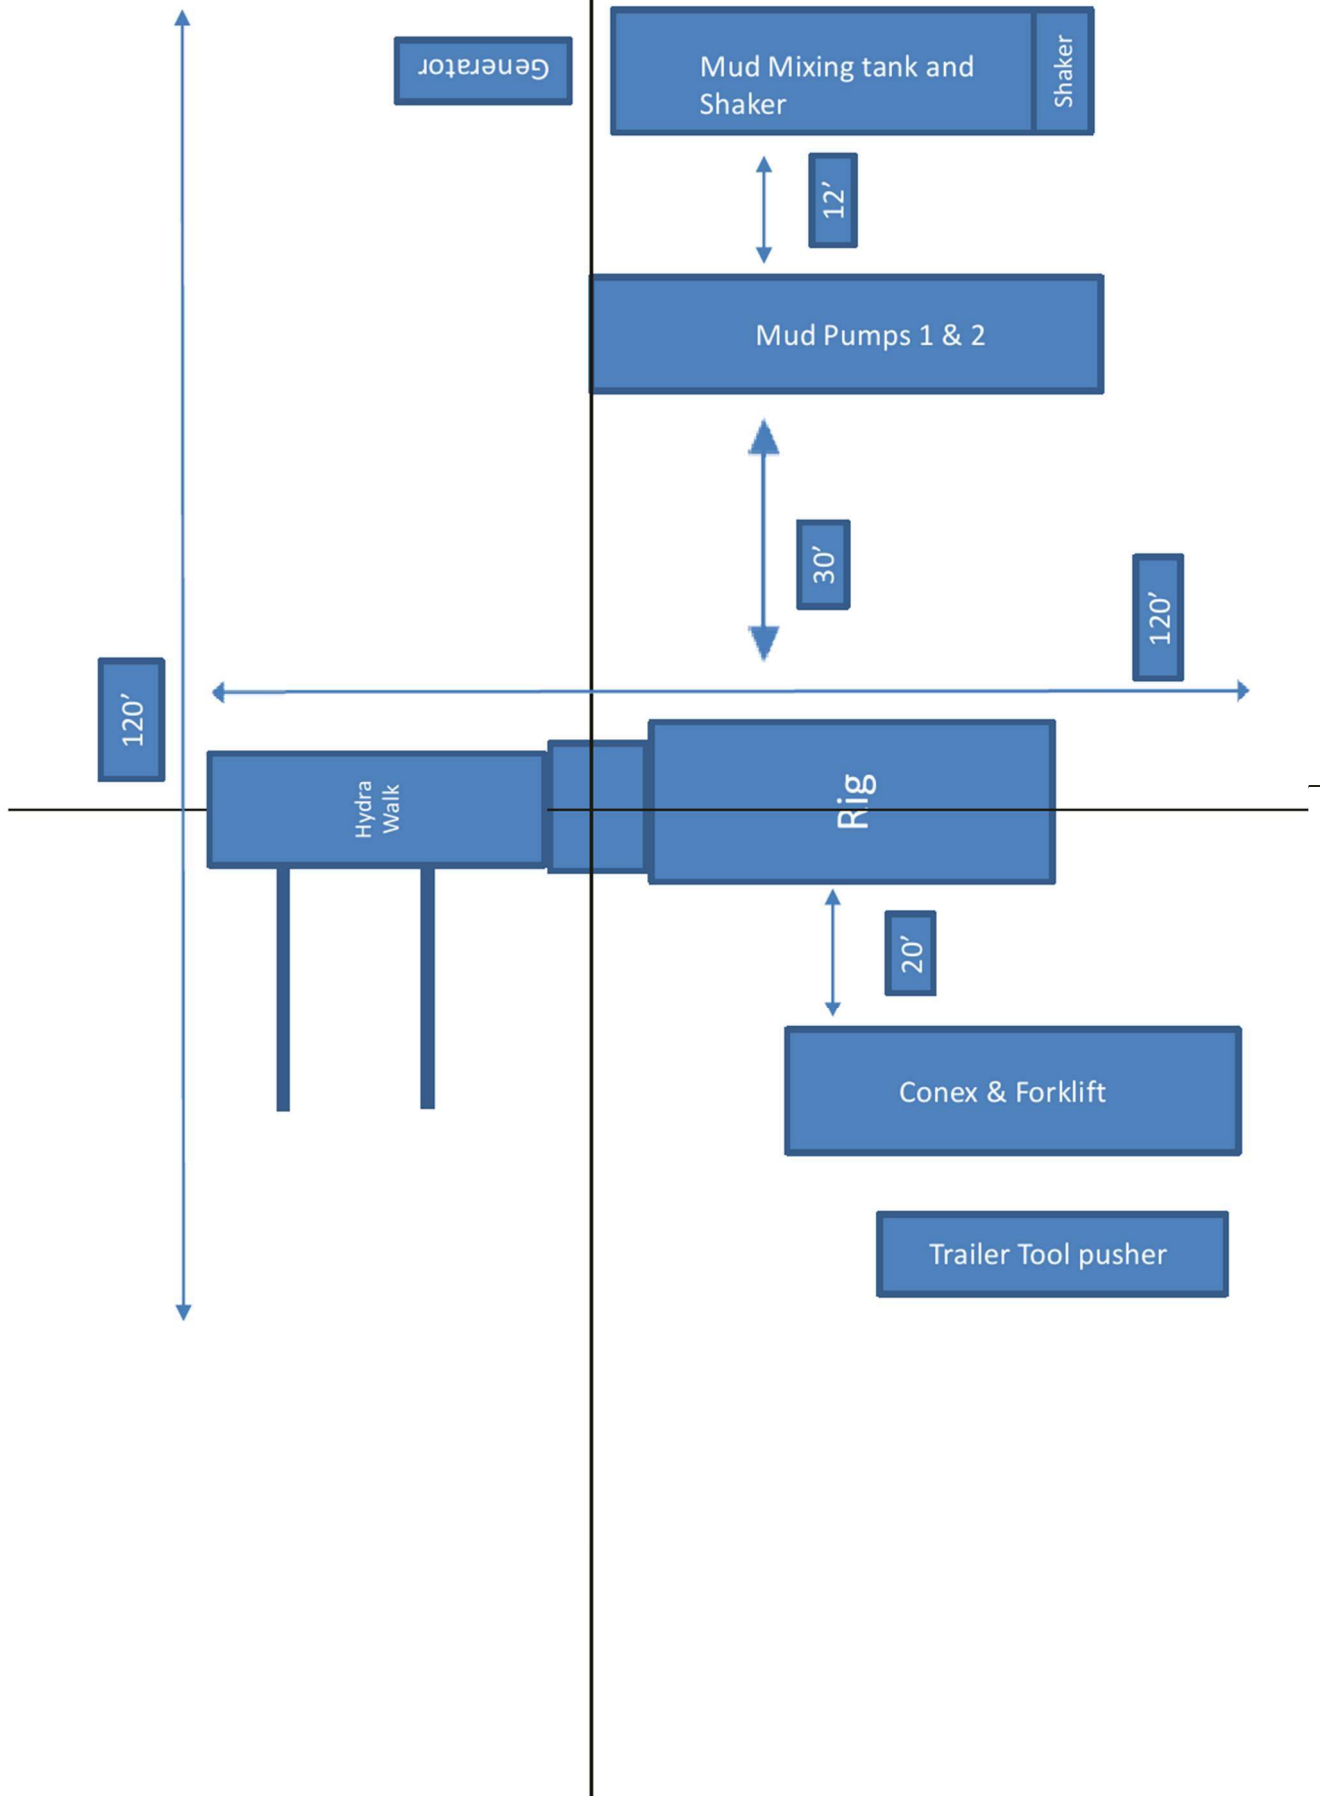 Generator
Mud Mixing tank and
Shaker
Shaker
12’
Mud Pumps 1 & 2
30’
120’
120’
Hydra
Walk
Rig
20’
Conex & Forklift
Trailer Tool pusher